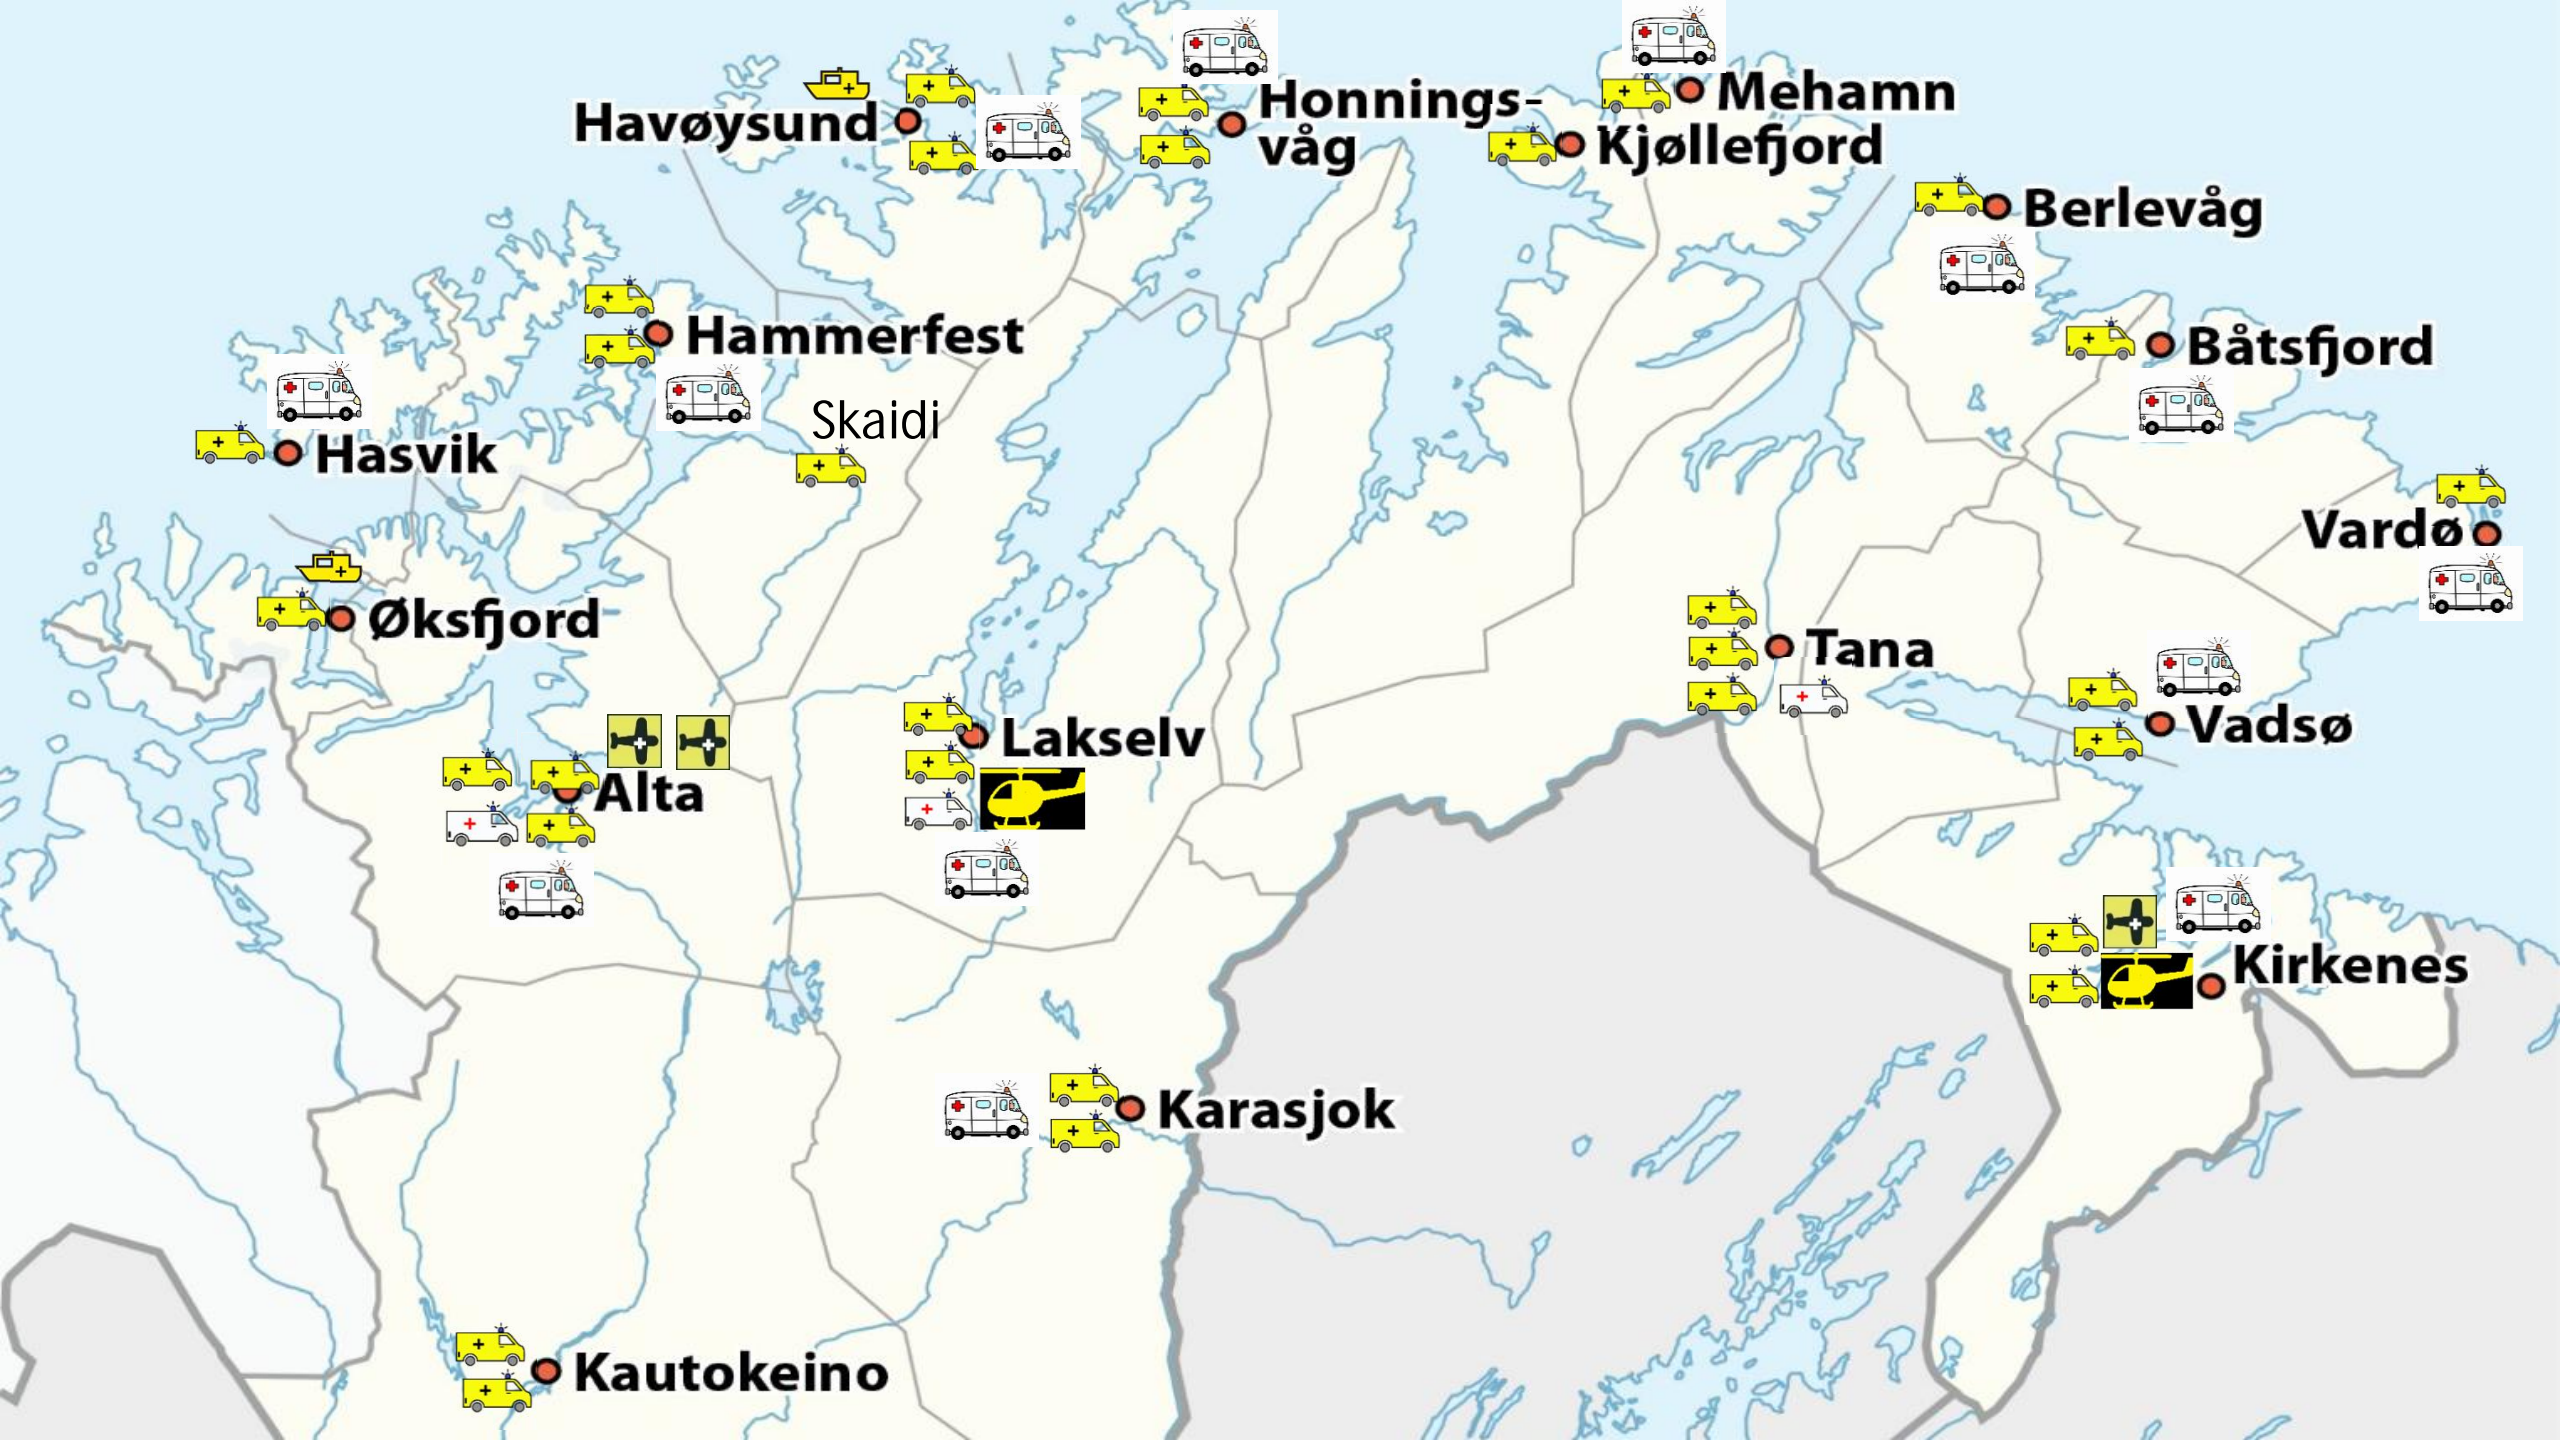 Mehamn
Honnings-
våg
Havøysund
Kjøllefjord
Berlevåg
Hammerfest
Båtsfjord
Skaidi
Hasvik
Vardø
Øksfjord
Tana
Lakselv
Vadsø
Alta
Kirkenes
Karasjok
Kautokeino